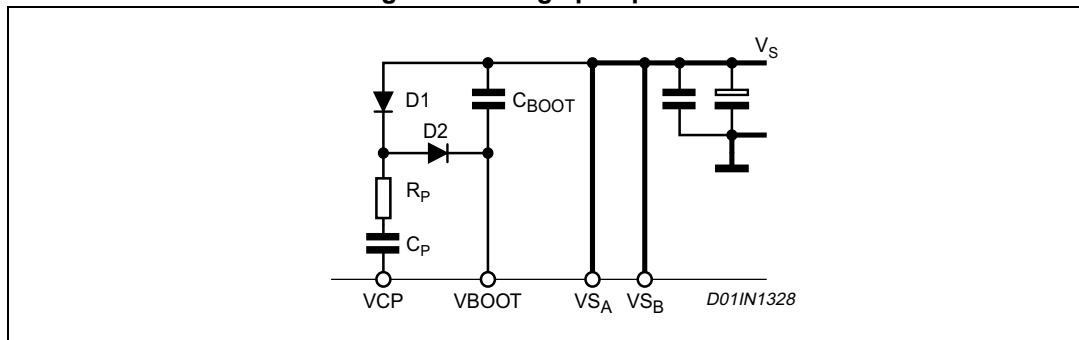 V_S
D1
C_BOOT
D2
R_P
C_P
VCP VBOOT VS_A VS_B D01IN1328